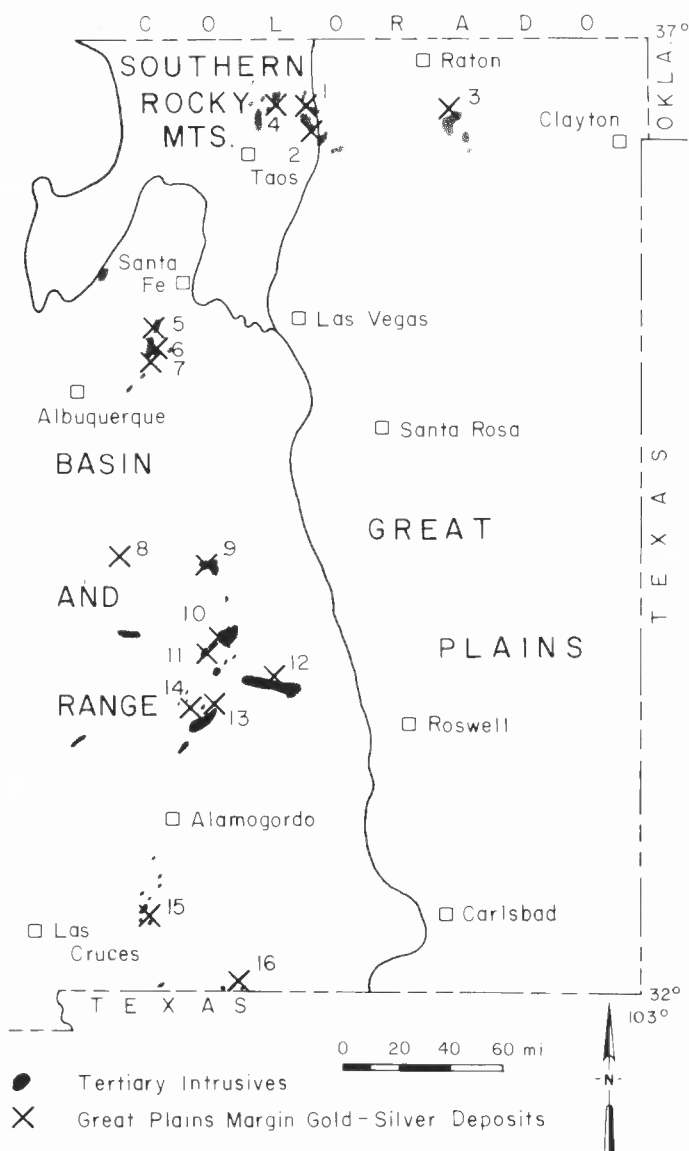 C O L O R A D O
37°
SOUTHERN
ROCKY
MTS.
Raton
OKLA.
1
3
4
2
Clayton
Taos
Santa
Fe
Las Vegas
5
6
7
Albuquerque
Santa Rosa
BASIN
GREAT
TEXAS
8
9
AND
10
PLAINS
11
12
RANGE
14
13
Roswell
Alamogordo
15
Carlsbad
Las
Cruces
16
T E X A S
32°
103°
0 20 40 60 mi
-N-
Tertiary Intrusives
Great Plains Margin Gold-Silver Deposits